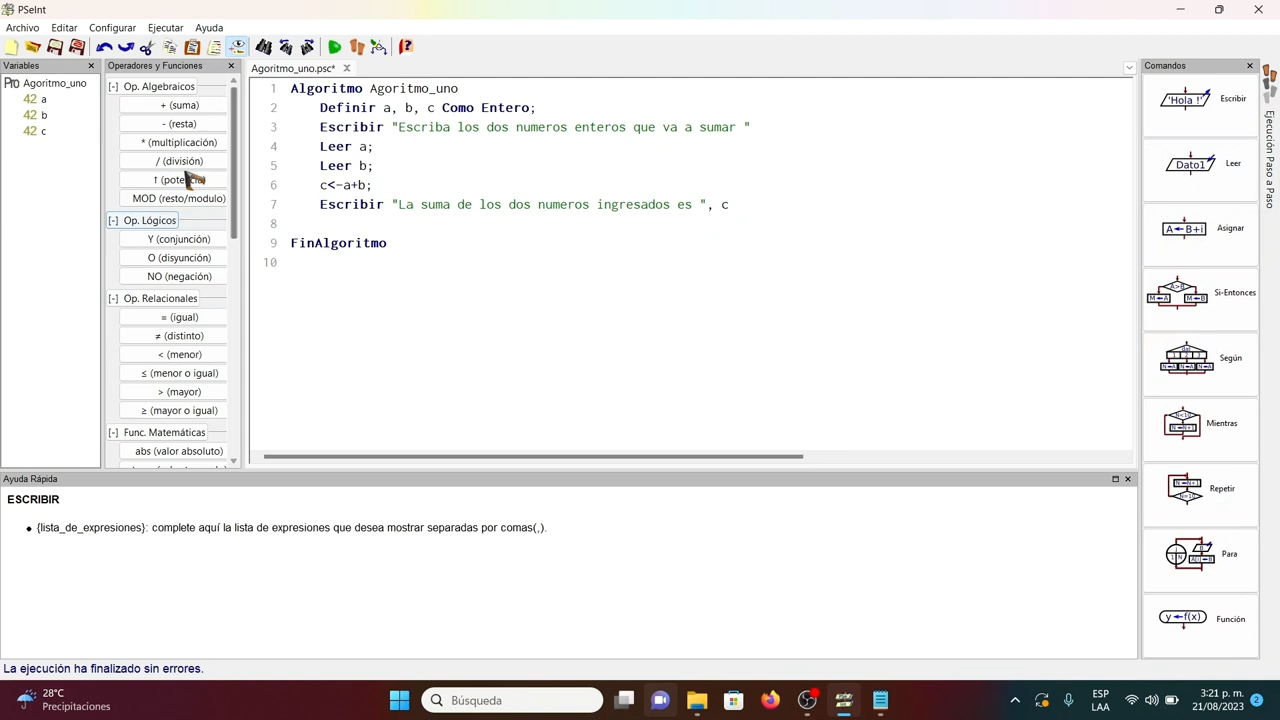 PSeInt
Archivo Editar Configurar Ejecutar Ayuda
Variables
Agoritmo_uno
42 a
42 b
42 c
Operadores y Funciones
[-] Op. Algebraicos
+ (suma)
- (resta)
* (multiplicación)
/ (división)
MOD (resto/modulo)
[-] Op. Lógicos
Y (conjunción)
O (disyunción)
NO (negación)
[-] Op. Relacionales
= (igual)
≠ (distinto)
< (menor)
≤ (menor o igual)
> (mayor)
≥ (mayor o igual)
[-] Func. Matemáticas
abs (valor absoluto)
Agoritmo_uno.psc*
1 Algoritmo Agoritmo_uno
2 Definir a, b, c Como Entero;
3 Escribir "Escriba los dos numeros enteros que va a sumar "
4 Leer a;
5 Leer b;
6 c<-a+b;
7 Escribir "La suma de los dos numeros ingresados es ", c
8
9 FinAlgoritmo
10
Comandos
'Hola !' Escribir
Dato1 Leer
A←B+i Asignar
Si-Entonces
Según
Mientras
Repetir
Para
y←f(x) Función
Ejecución Paso a Paso
Ayuda Rápida
ESCRIBIR
{lista_de_expresiones}: complete aquí la lista de expresiones que desea mostrar separadas por comas(,).
La ejecución ha finalizado sin errores.
28°C
Precipitaciones
Búsqueda
ESP
LAA
3:21 p. m.
21/08/2023
2